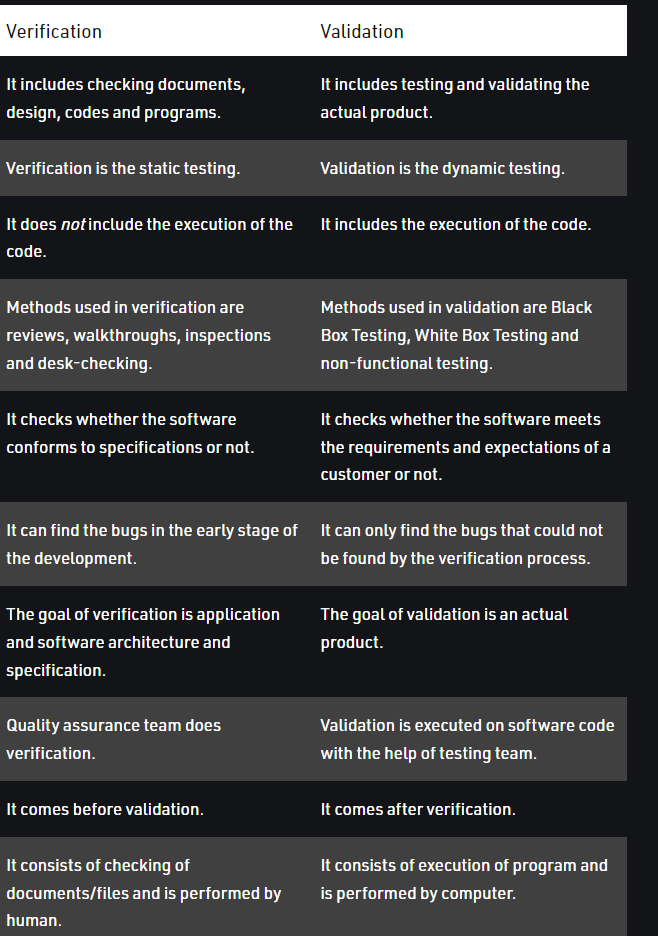 Verification
Validation
It includes checking documents,
design, codes and programs.
It includes testing and validating the
actual product.
Verification is the static testing.
Validation is the dynamic testing.
It does not include the execution of the
code.
It includes the execution of the code.
Methods used in verification are
reviews, walkthroughs, inspections
and desk-checking.
Methods used in validation are Black
Box Testing, White Box Testing and
non-functional testing.
It checks whether the software
conforms to specifications or not.
It checks whether the software meets
the requirements and expectations of a
customer or not.
It can find the bugs in the early stage of
the development.
It can only find the bugs that could not
be found by the verification process.
The goal of verification is application
and software architecture and
specification.
The goal of validation is an actual
product.
Quality assurance team does
verification.
Validation is executed on software code
with the help of testing team.
It comes before validation.
It comes after verification.
It consists of checking of
documents/files and is performed by
human.
It consists of execution of program and
is performed by computer.